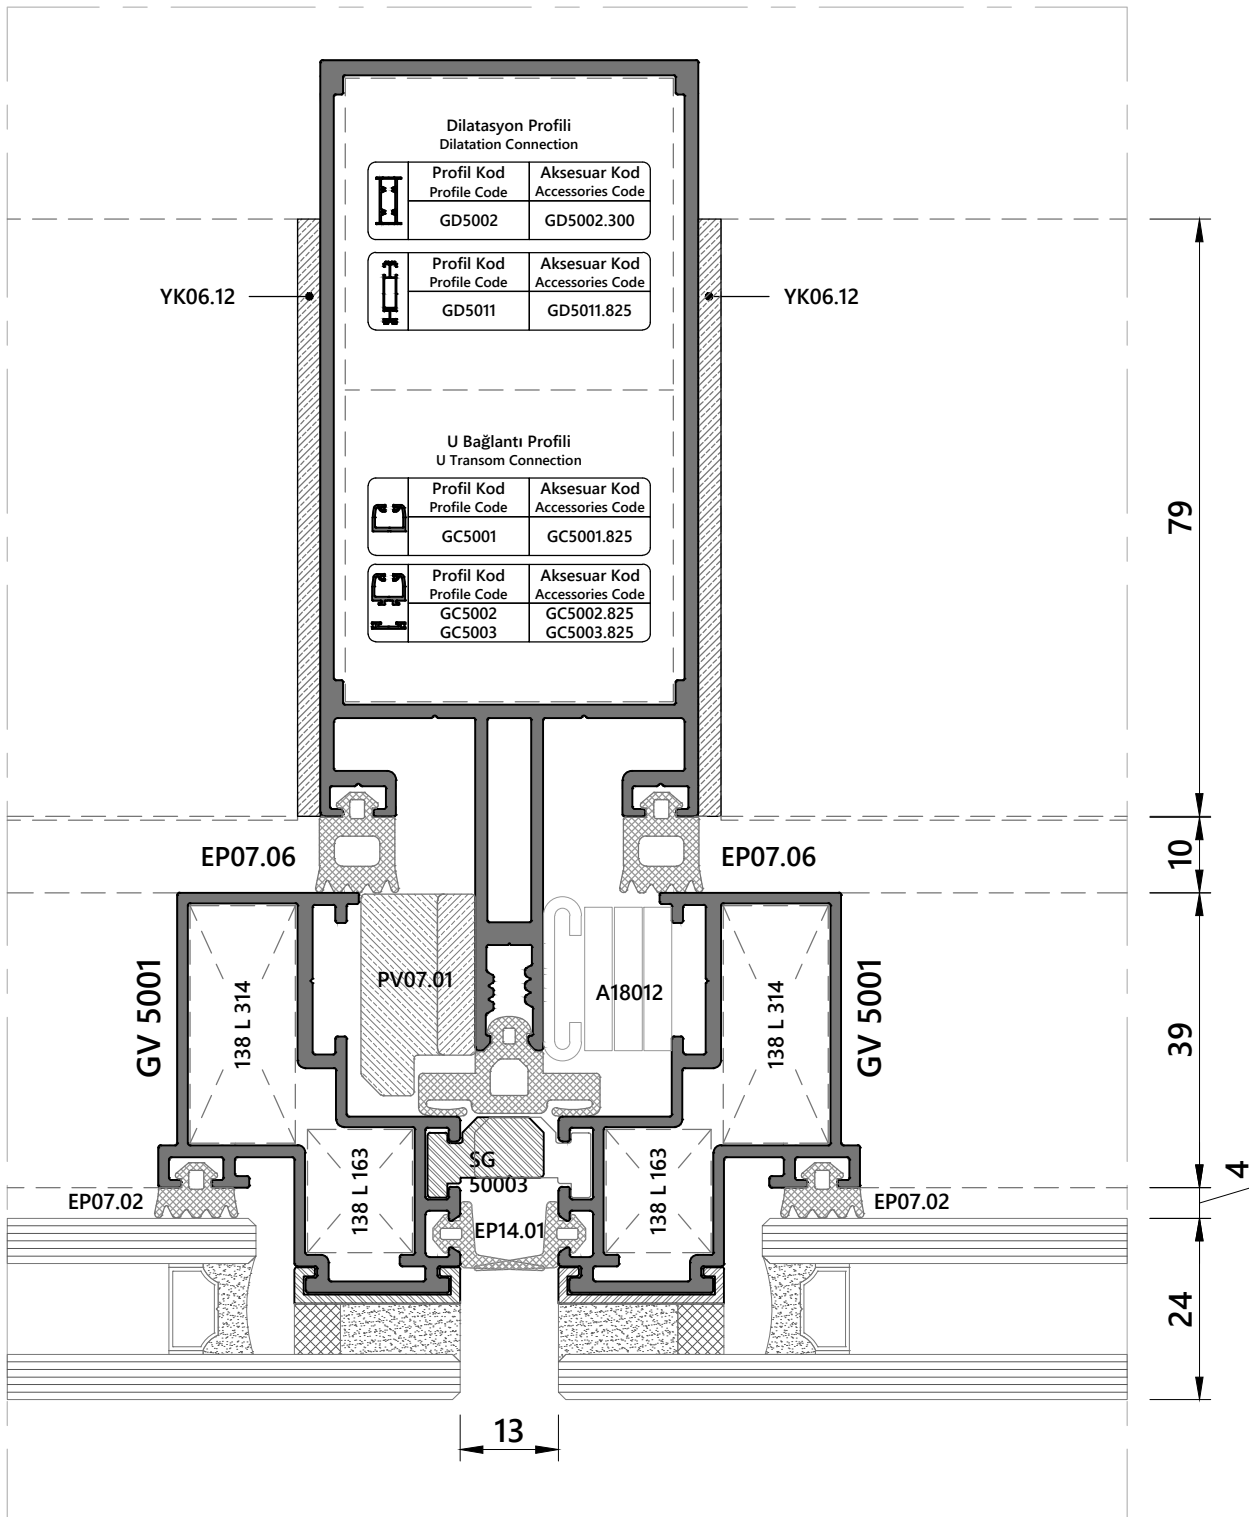 Dilatasyon Profili
Dilatation Connection
Profil Kod Aksesuar Kod
Profile Code Accessories Code
GD5002 GD5002.300
Profil Kod Aksesuar Kod
Profile Code Accessories Code
GD5011 GD5011.825
YK06.12 YK06.12
U Bağlantı Profili
U Transom Connection
Profil Kod Aksesuar Kod
Profile Code Accessories Code
GC5001 GC5001.825
Profil Kod Aksesuar Kod
Profile Code Accessories Code
GC5002 GC5002.825
GC5003 GC5003.825
79
EP07.06 EP07.06
10
GV 5001
138 L 314
PV07.01
A18012
138 L 314
GV 5001
39
138 L 163
SG
50003
138 L 163
EP07.02 EP07.02
4
EP14.01
24
13